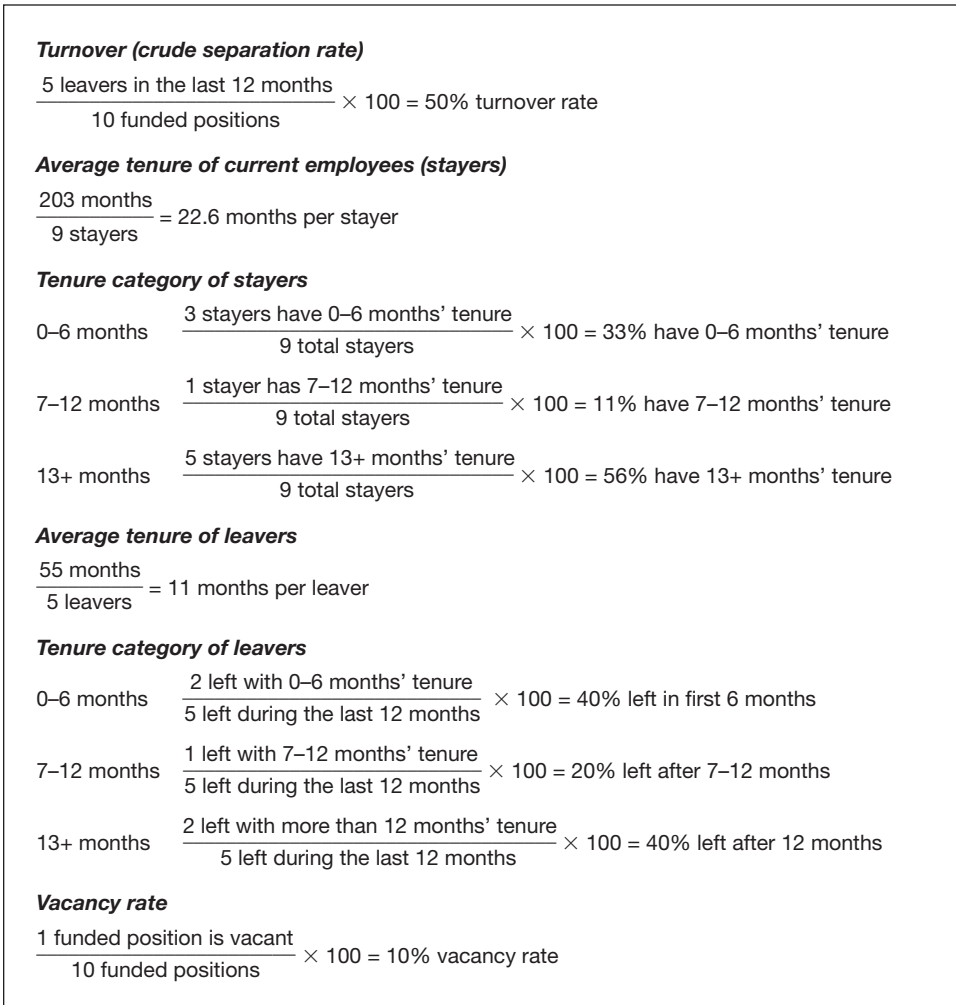 Turnover (crude separation rate)
5 leavers in the last 12 months
10 funded positions
× 100 = 50% turnover rate
Average tenure of current employees (stayers)
203 months
9 stayers
= 22.6 months per stayer
Tenure category of stayers
0–6 months
3 stayers have 0–6 months’ tenure
9 total stayers
× 100 = 33% have 0–6 months’ tenure
7–12 months
1 stayer has 7–12 months’ tenure
9 total stayers
× 100 = 11% have 7–12 months’ tenure
13+ months
5 stayers have 13+ months’ tenure
9 total stayers
× 100 = 56% have 13+ months’ tenure
Average tenure of leavers
55 months
5 leavers
= 11 months per leaver
Tenure category of leavers
0–6 months
2 left with 0–6 months’ tenure
5 left during the last 12 months
× 100 = 40% left in first 6 months
7–12 months
1 left with 7–12 months’ tenure
5 left during the last 12 months
× 100 = 20% left after 7–12 months
13+ months
2 left with more than 12 months’ tenure
5 left during the last 12 months
× 100 = 40% left after 12 months
Vacancy rate
1 funded position is vacant
10 funded positions
× 100 = 10% vacancy rate